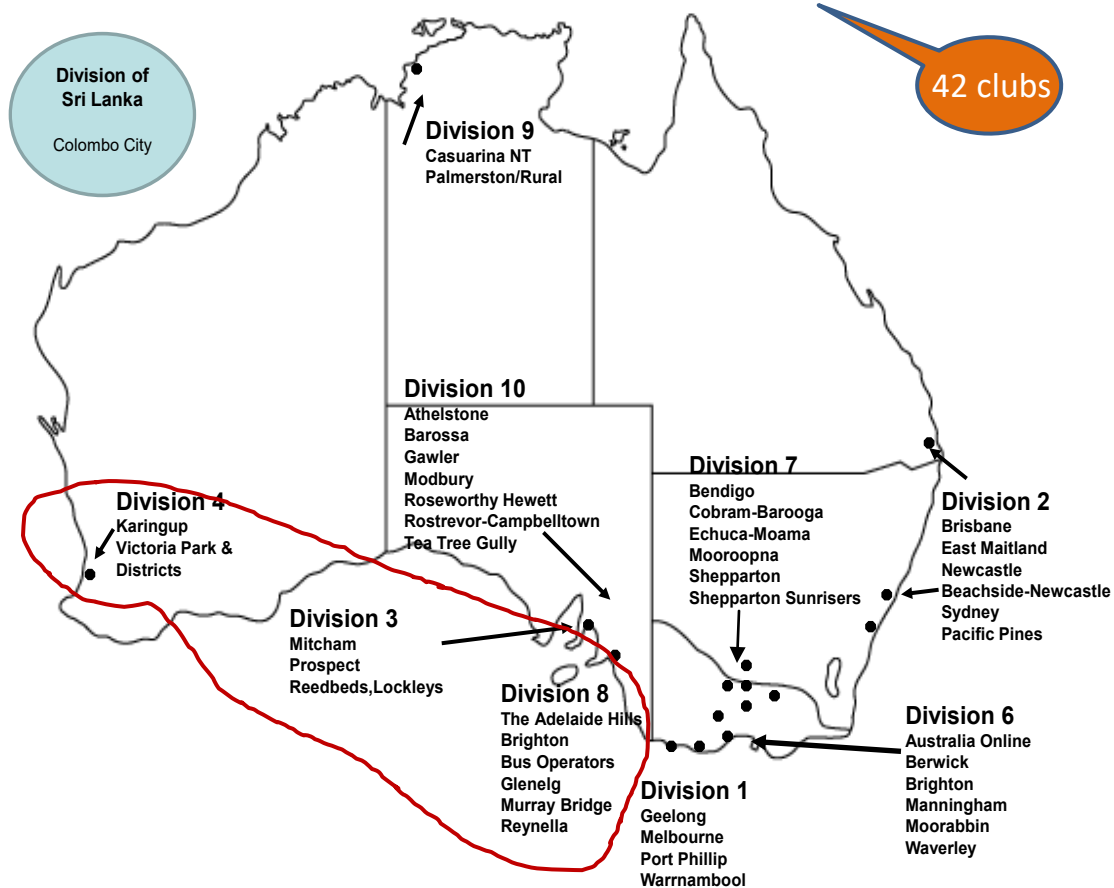 Division of
Sri Lanka
Colombo City
42 clubs
Division 9
Casuarina NT
Palmerston/Rural
Division 10
Athelstone
Barossa
Gawler
Modbury
Roseworthy Hewett
Rostrevor-Campbelltown
Tea Tree Gully
Division 7
Bendigo
Cobram-Barooga
Echuca-Moama
Mooroopna
Shepparton
Shepparton Sunrisers
Division 2
Brisbane
East Maitland
Newcastle
Beachside-Newcastle
Sydney
Pacific Pines
Division 4
Karingup
Victoria Park &
Districts
Division 3
Mitcham
Prospect
Reedbeds,Lockleys
Division 8
The Adelaide Hills
Brighton
Bus Operators
Glenelg
Murray Bridge
Reynella
Division 1
Geelong
Melbourne
Port Phillip
Warrnambool
Division 6
Australia Online
Berwick
Brighton
Manningham
Moorabbin
Waverley